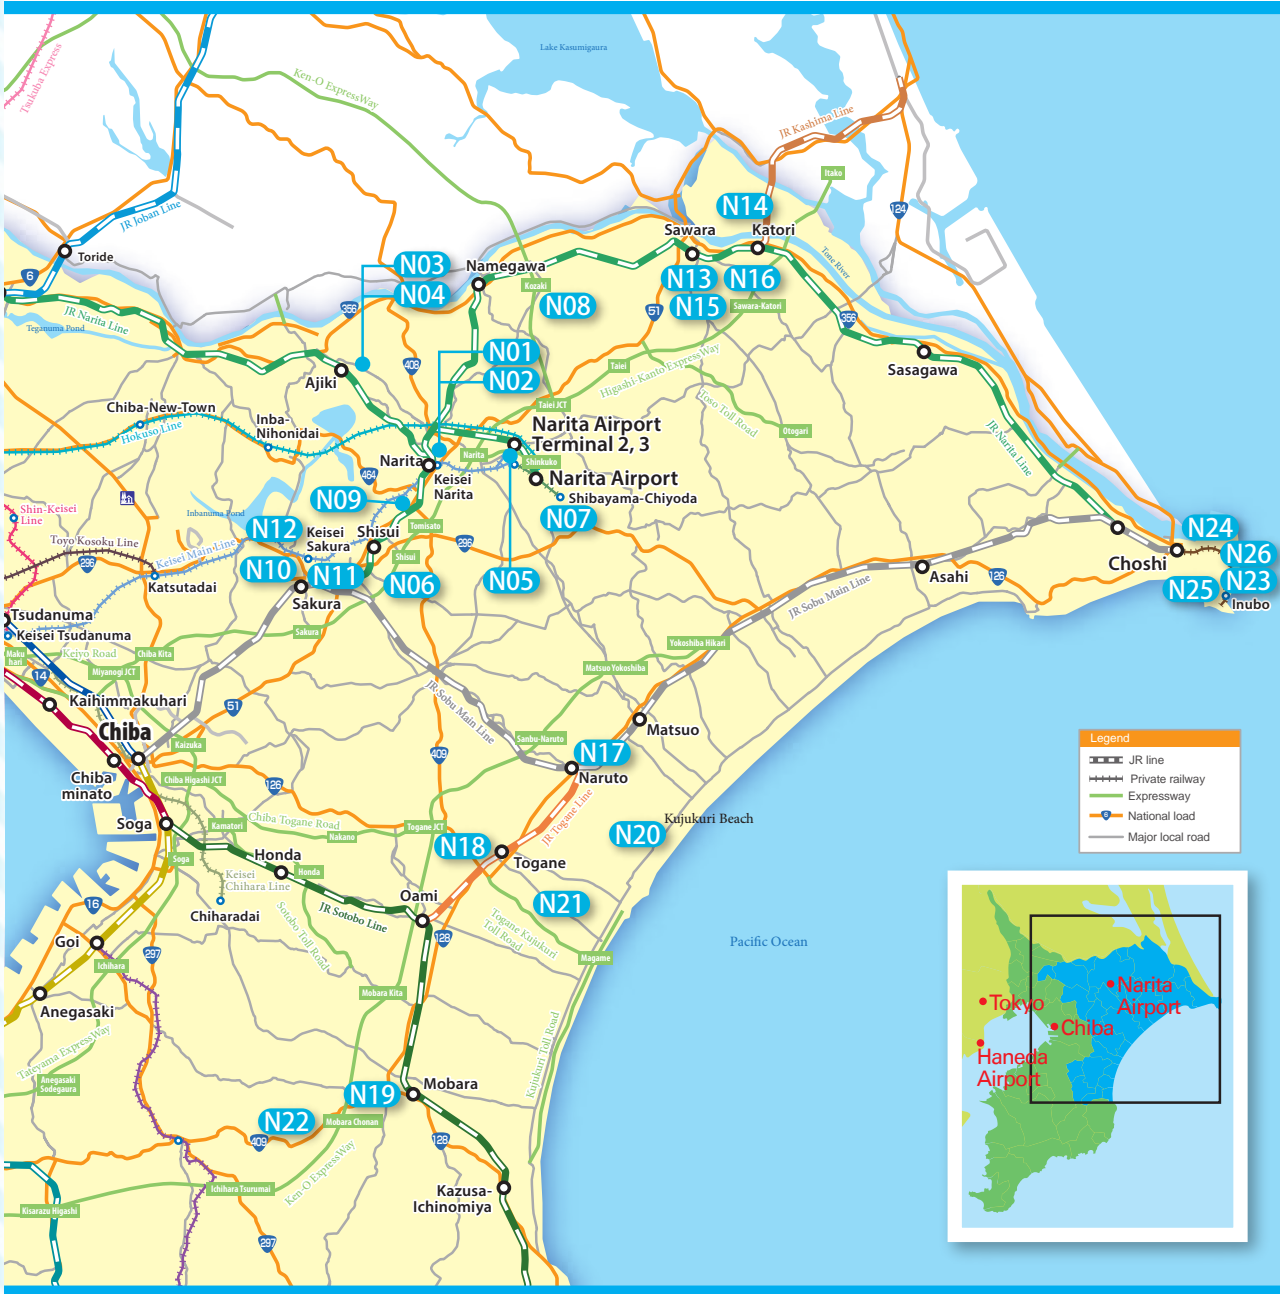 Lake Kasumigaura
Tsukuba Express
Ken-O ExpressWay
JR Kashima Line
Itako
JR Joban Line
N14
124
Sawara
Katori
Toride
6
N03
Namegawa
Tone River
N04
Kozaki
N13
N16
N08
N15
Sawara-Katori
356
51
356
JR Narita Line
Teganuma Pond
N01
408
N02
Taiei
Higashi-Kanto ExpressWay
Sasagawa
Ajiki
Toso Toll Road
Chiba-New-Town
Inba-
Nihonidai
Hokuso Line
Taiei JCT
Otogari
Narita Airport
Terminal 2, 3
JR Narita Line
Narita
Narita
Shinkuko
464
Keisei
Narita
Narita Airport
Shibayama-Chiyoda
N09
Shin-Keisei
Line
Inbanuma Pond
N07
N12
Keisei
Sakura
Shisui
Tomisato
N24
Toyo Kosoku Line
Keisei Main Line
296
N26
296
Shisui
Choshi
N10
N11
N06
N05
Asahi
126
N25
N23
Katsutadai
Sakura
JR Sobu Main Line
Inubo
Tsudanuma
Keisei Tsudanuma
Sakura
Maku
hari
Keiyo Road
Chiba Kita
Yokoshiba Hikari
14
Miyanogi JCT
Matsuo Yokoshiba
Kaihimmakuhari
51
JR Sobu Main Line
Chiba
Matsuo
Kaizuka
Sanbu-Naruto
409
N17
Legend
JR line
Private railway
Expressway
6
National load
Major local road
Chiba
minato
Chiba Higashi JCT
126
Naruto
Soga
Kamatori
Chiba Togane Road
Nakano
Togane JCT
JR Togane Line
N20
Kujukuri Beach
N18
Togane
Soga
Honda
Honda
Keisei
Chihara Line
Oami
N21
16
Chiharadai
Sotobo Toll Road
JR Sotobo Line
Togane Kujukuri
Toll Road
128
Pacific Ocean
Goi
297
Ichihara
Magame
Anegasaki
Mobara Kita
Narita
Airport
Tokyo
Chiba
Haneda
Airport
Tateyama ExpressWay
Kujukuri Toll Road
Anegasaki
Sodegaura
Mobara
N19
N22
Mobara Chonan
409
128
Ken-O ExpressWay
Ichihara Tsurumai
Kazusa-
Ichinomiya
Kisarazu Higashi
297